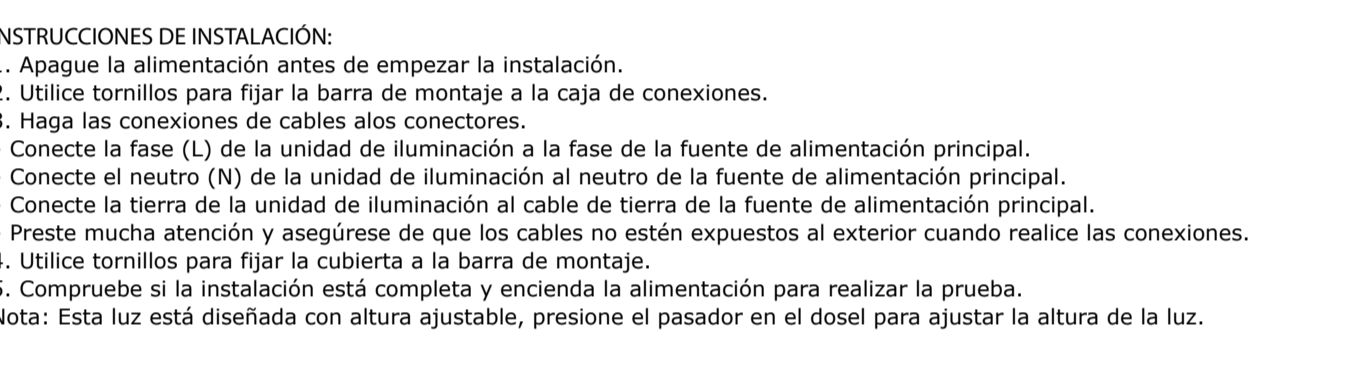 NSTRUCCIONES DE INSTALACIÓN:
. Apague la alimentación antes de empezar la instalación.
2. Utilice tornillos para fijar la barra de montaje a la caja de conexiones.
3. Haga las conexiones de cables alos conectores.
Conecte la fase (L) de la unidad de iluminación a la fase de la fuente de alimentación principal.
Conecte el neutro (N) de la unidad de iluminación al neutro de la fuente de alimentación principal.
Conecte la tierra de la unidad de iluminación al cable de tierra de la fuente de alimentación principal.
Preste mucha atención y asegúrese de que los cables no estén expuestos al exterior cuando realice las conexiones.
4. Utilice tornillos para fijar la cubierta a la barra de montaje.
5. Compruebe si la instalación está completa y encienda la alimentación para realizar la prueba.
Nota: Esta luz está diseñada con altura ajustable, presione el pasador en el dosel para ajustar la altura de la luz.